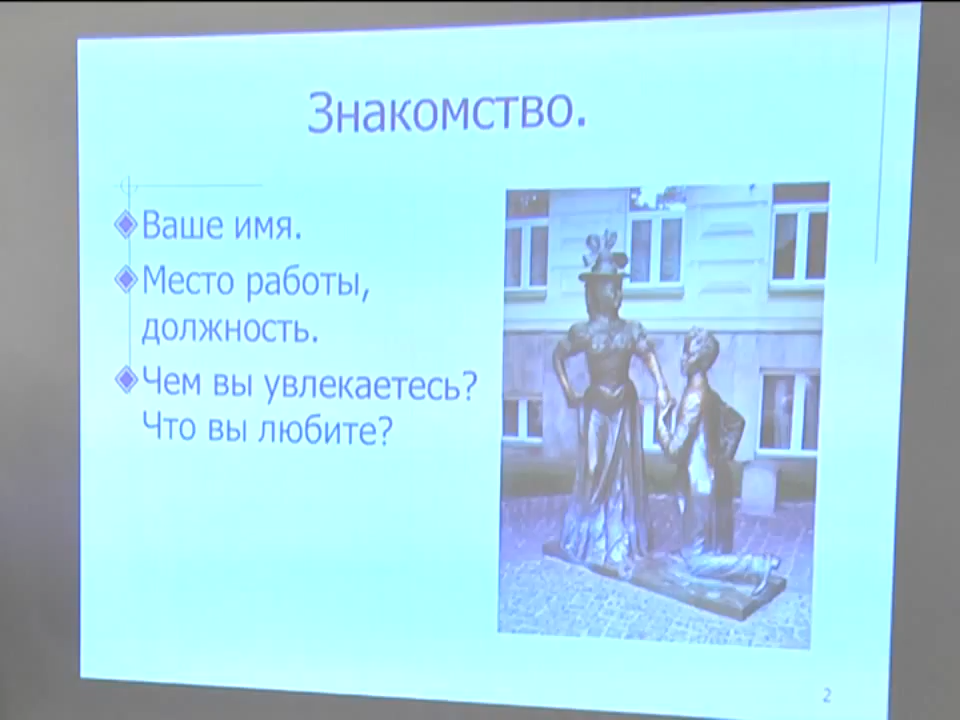 Знакомство.
Ваше имя.
Место работы,
должность.
Чем вы увлекаетесь?
Что вы любите?
2